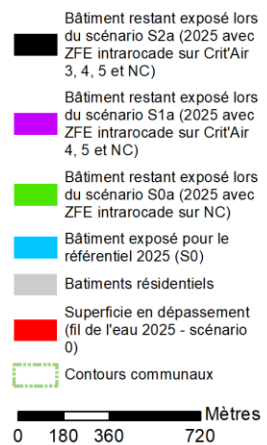 Bâtiment restant exposé lors
du scénario S2a (2025 avec
ZFE intrarocade sur Crit'Air
3, 4, 5 et NC)
Bâtiment restant exposé lors
du scénario S1a (2025 avec
ZFE intrarocade sur Crit'Air
4, 5 et NC)
Bâtiment restant exposé lors
du scénario S0a (2025 avec
ZFE intrarocade sur NC)
Bâtiment exposé pour le
référentiel 2025 (S0)
Batiments résidentiels
Superficie en dépassement
(fil de l'eau 2025 - scénario
0)
Contours communaux
Mètres
0 180 360 720